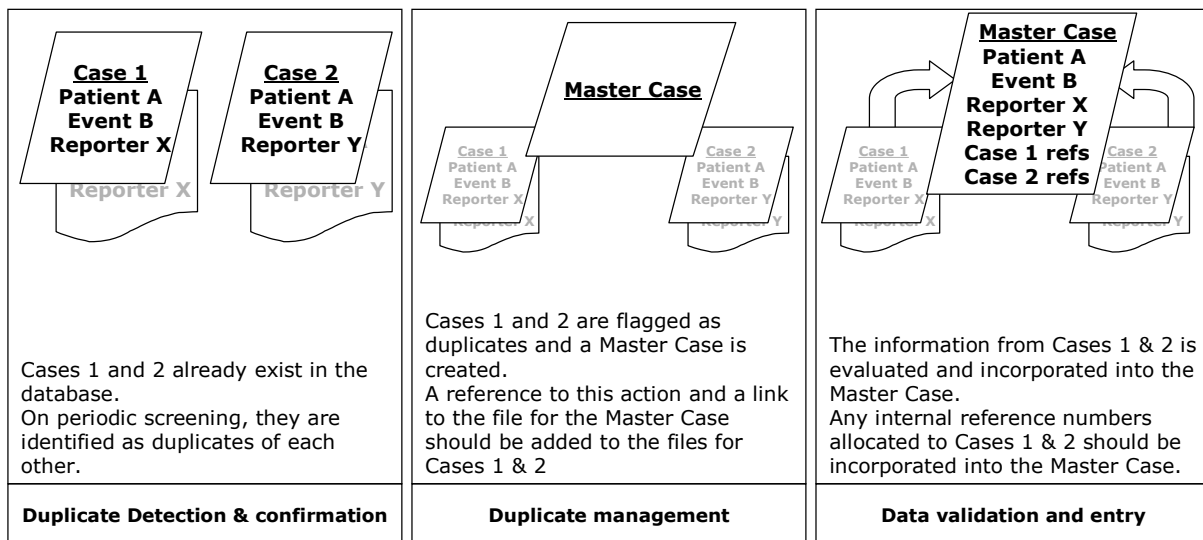 Case 1
Patient A
Event B
Reporter X
Reporter X
Case 2
Patient A
Event B
Reporter Y
Reporter Y
Cases 1 and 2 already exist in the
database.
On periodic screening, they are
identified as duplicates of each
other.
Duplicate Detection & confirmation
Master Case
Case 1
Patient A
Event B
Reporter X
Reporter X
Case 2
Patient A
Event B
Reporter Y
Reporter Y
Cases 1 and 2 are flagged as
duplicates and a Master Case is
created.
A reference to this action and a link
to the file for the Master Case
should be added to the files for
Cases 1 & 2
Duplicate management
Master Case
Patient A
Event B
Reporter X
Reporter Y
Case 1 refs
Case 2 refs
Case 1
Patient A
Event B
Reporter X
Reporter X
Case 2
Patient A
Event B
Reporter Y
Reporter Y
The information from Cases 1 & 2 is
evaluated and incorporated into the
Master Case.
Any internal reference numbers
allocated to Cases 1 & 2 should be
incorporated into the Master Case.
Data validation and entry